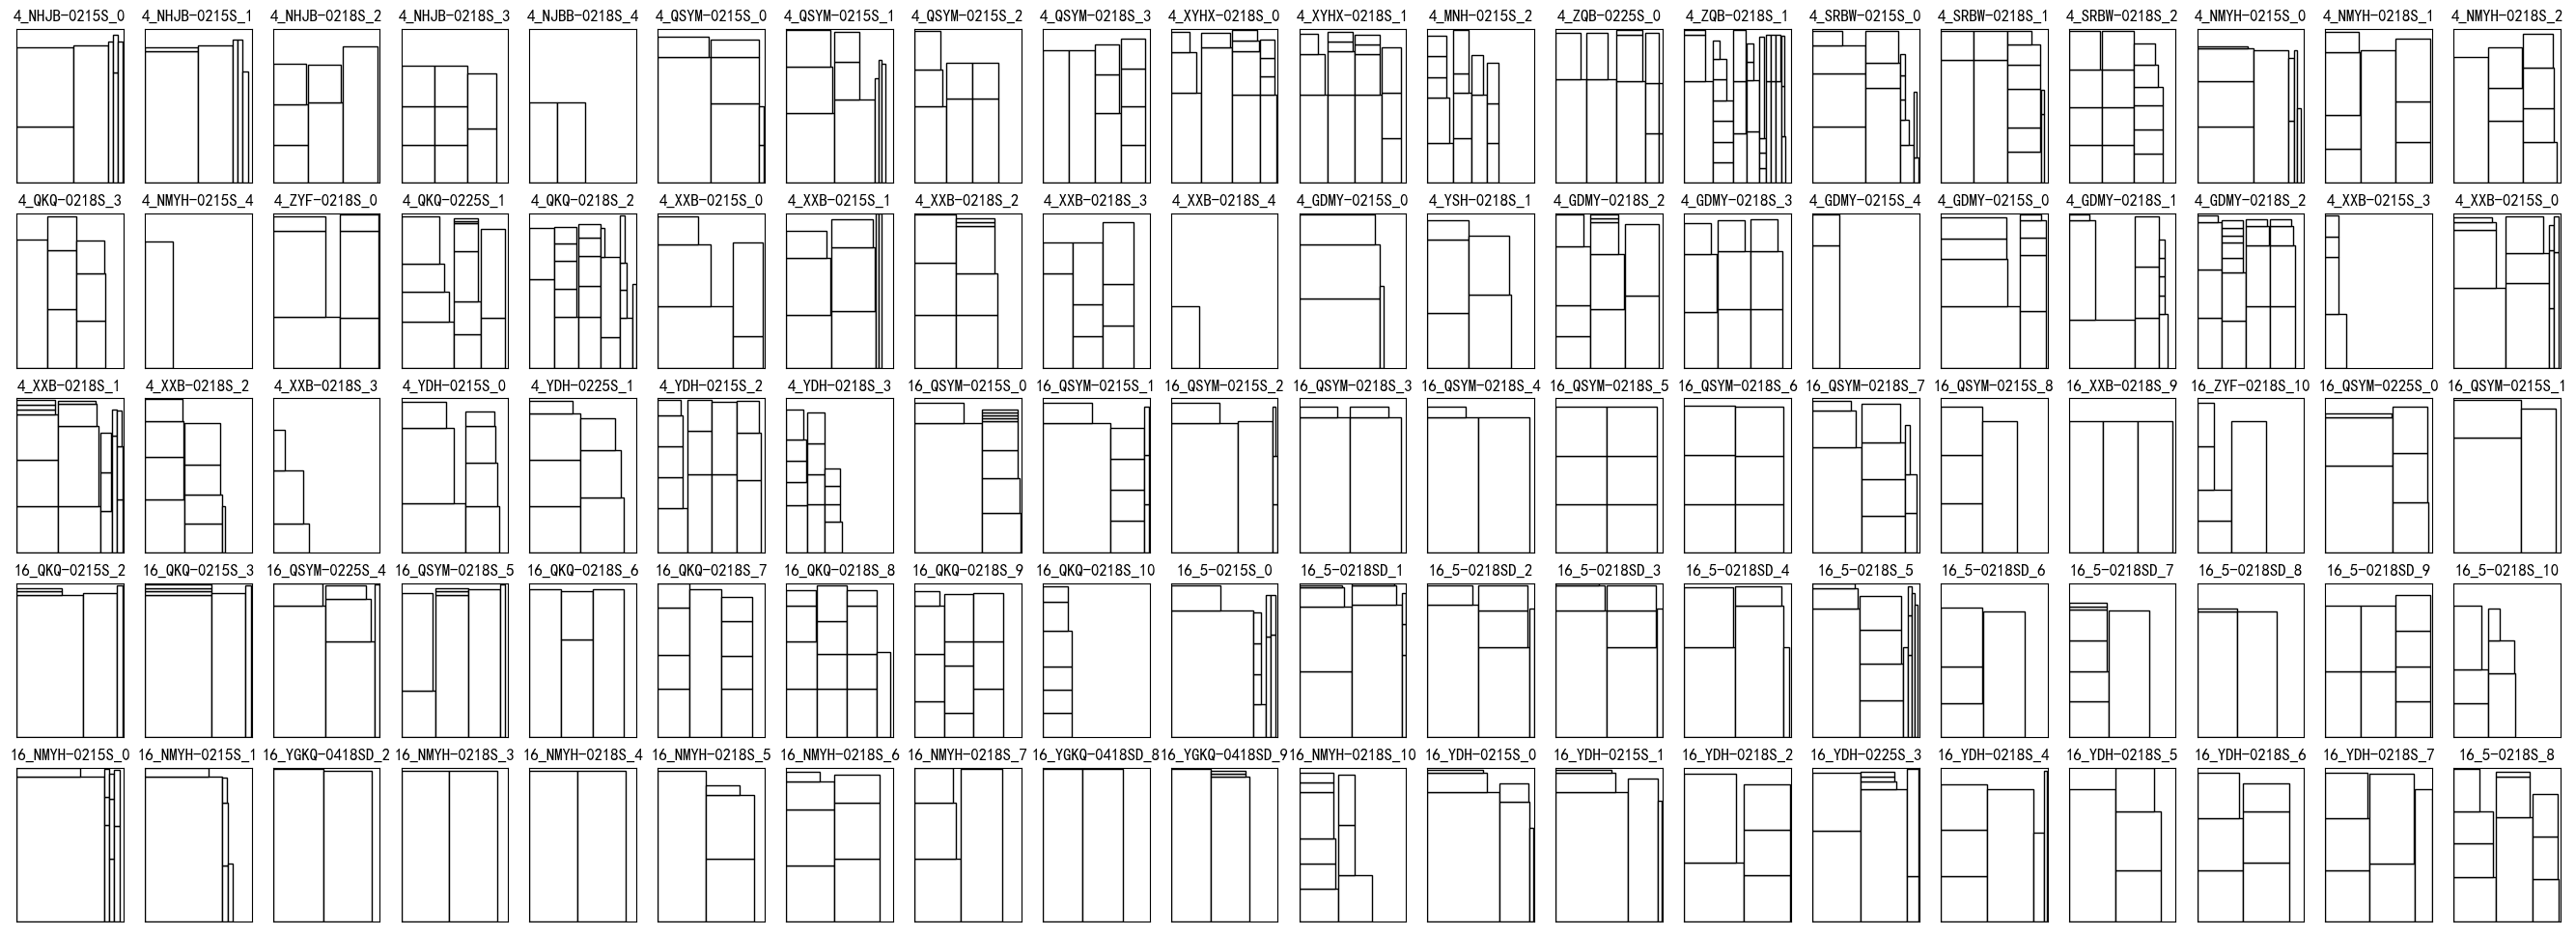 4_NHJB-0215S_0 4_NHJB-0215S_1 4_NHJB-0218S_2 4_NHJB-0218S_3 4_NJBB-0218S_4 4_QSYM-0215S_0 4_QSYM-0215S_1 4_QSYM-0215S_2 4_QSYM-0218S_3 4_XYHX-0218S_0 4_XYHX-0218S_1 4_MNH-0215S_2 4_ZQB-0225S_0 4_ZQB-0218S_1 4_SRBW-0215S_0 4_SRBW-0218S_1 4_SRBW-0218S_2 4_NMYH-0215S_0 4_NMYH-0218S_1 4_NMYH-0218S_2
4_QKQ-0218S_3 4_NMYH-0215S_4 4_ZYF-0218S_0 4_QKQ-0225S_1 4_QKQ-0218S_2 4_XXB-0215S_0 4_XXB-0215S_1 4_XXB-0218S_2 4_XXB-0218S_3 4_XXB-0218S_4 4_GDMY-0215S_0 4_YSH-0218S_1 4_GDMY-0218S_2 4_GDMY-0218S_3 4_GDMY-0215S_4 4_GDMY-0215S_0 4_GDMY-0218S_1 4_GDMY-0218S_2 4_XXB-0215S_3 4_XXB-0215S_0
4_XXB-0218S_1 4_XXB-0218S_2 4_XXB-0218S_3 4_YDH-0215S_0 4_YDH-0225S_1 4_YDH-0215S_2 4_YDH-0218S_3 16_QSYM-0215S_0 16_QSYM-0215S_1 16_QSYM-0215S_2 16_QSYM-0218S_3 16_QSYM-0218S_4 16_QSYM-0218S_5 16_QSYM-0218S_6 16_QSYM-0218S_7 16_QSYM-0215S_8 16_XXB-0218S_9 16_ZYF-0218S_10 16_QSYM-0225S_0 16_QSYM-0215S_1
16_QKQ-0215S_2 16_QKQ-0215S_3 16_QSYM-0225S_4 16_QSYM-0218S_5 16_QKQ-0218S_6 16_QKQ-0218S_7 16_QKQ-0218S_8 16_QKQ-0218S_9 16_QKQ-0218S_10 16_5-0215S_0 16_5-0218SD_1 16_5-0218SD_2 16_5-0218SD_3 16_5-0218SD_4 16_5-0218S_5 16_5-0218SD_6 16_5-0218SD_7 16_5-0218SD_8 16_5-0218SD_9 16_5-0218S_10
16_NMYH-0215S_0 16_NMYH-0215S_1 16_YGKQ-0418SD_2 16_NMYH-0218S_3 16_NMYH-0218S_4 16_NMYH-0218S_5 16_NMYH-0218S_6 16_NMYH-0218S_7 16_YGKQ-0418SD_8 16_YGKQ-0418SD_9 16_NMYH-0218S_10 16_YDH-0215S_0 16_YDH-0215S_1 16_YDH-0218S_2 16_YDH-0225S_3 16_YDH-0218S_4 16_YDH-0218S_5 16_YDH-0218S_6 16_YDH-0218S_7 16_5-0218S_8